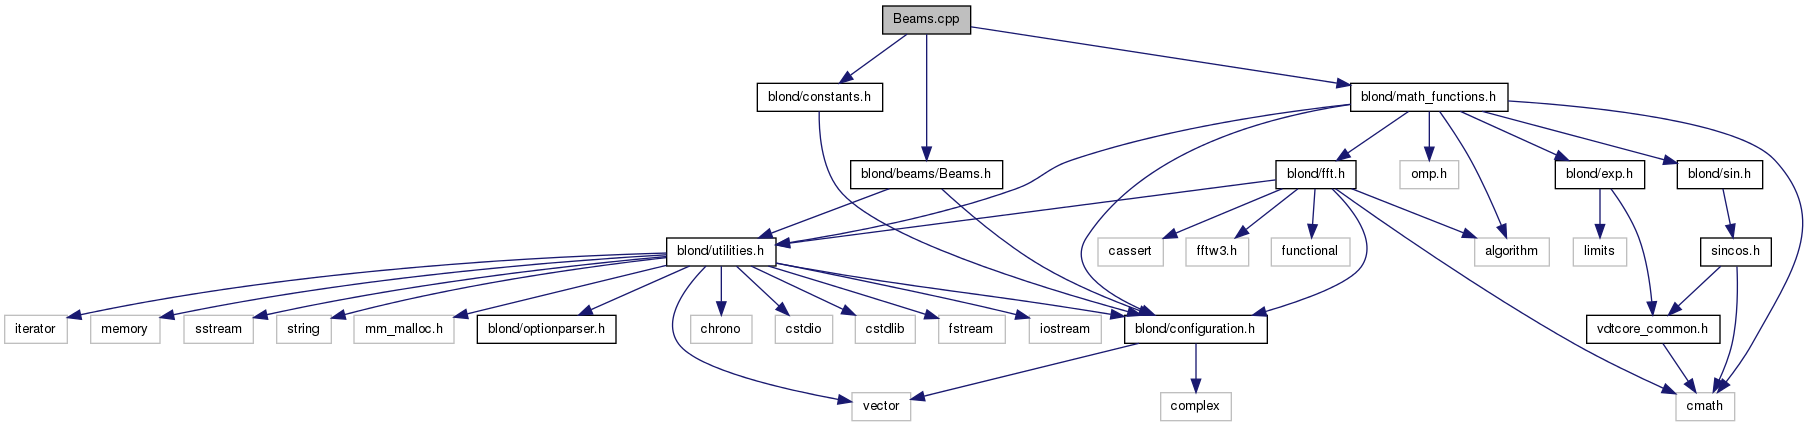 Beams.cpp
blond/constants.h
blond/math_functions.h
blond/beams/Beams.h
blond/fft.h
omp.h
blond/exp.h
blond/sin.h
blond/utilities.h
cassert
fftw3.h
functional
algorithm
limits
sincos.h
iterator
memory
sstream
string
mm_malloc.h
blond/optionparser.h
chrono
cstdio
cstdlib
fstream
iostream
blond/configuration.h
vdtcore_common.h
vector
complex
cmath